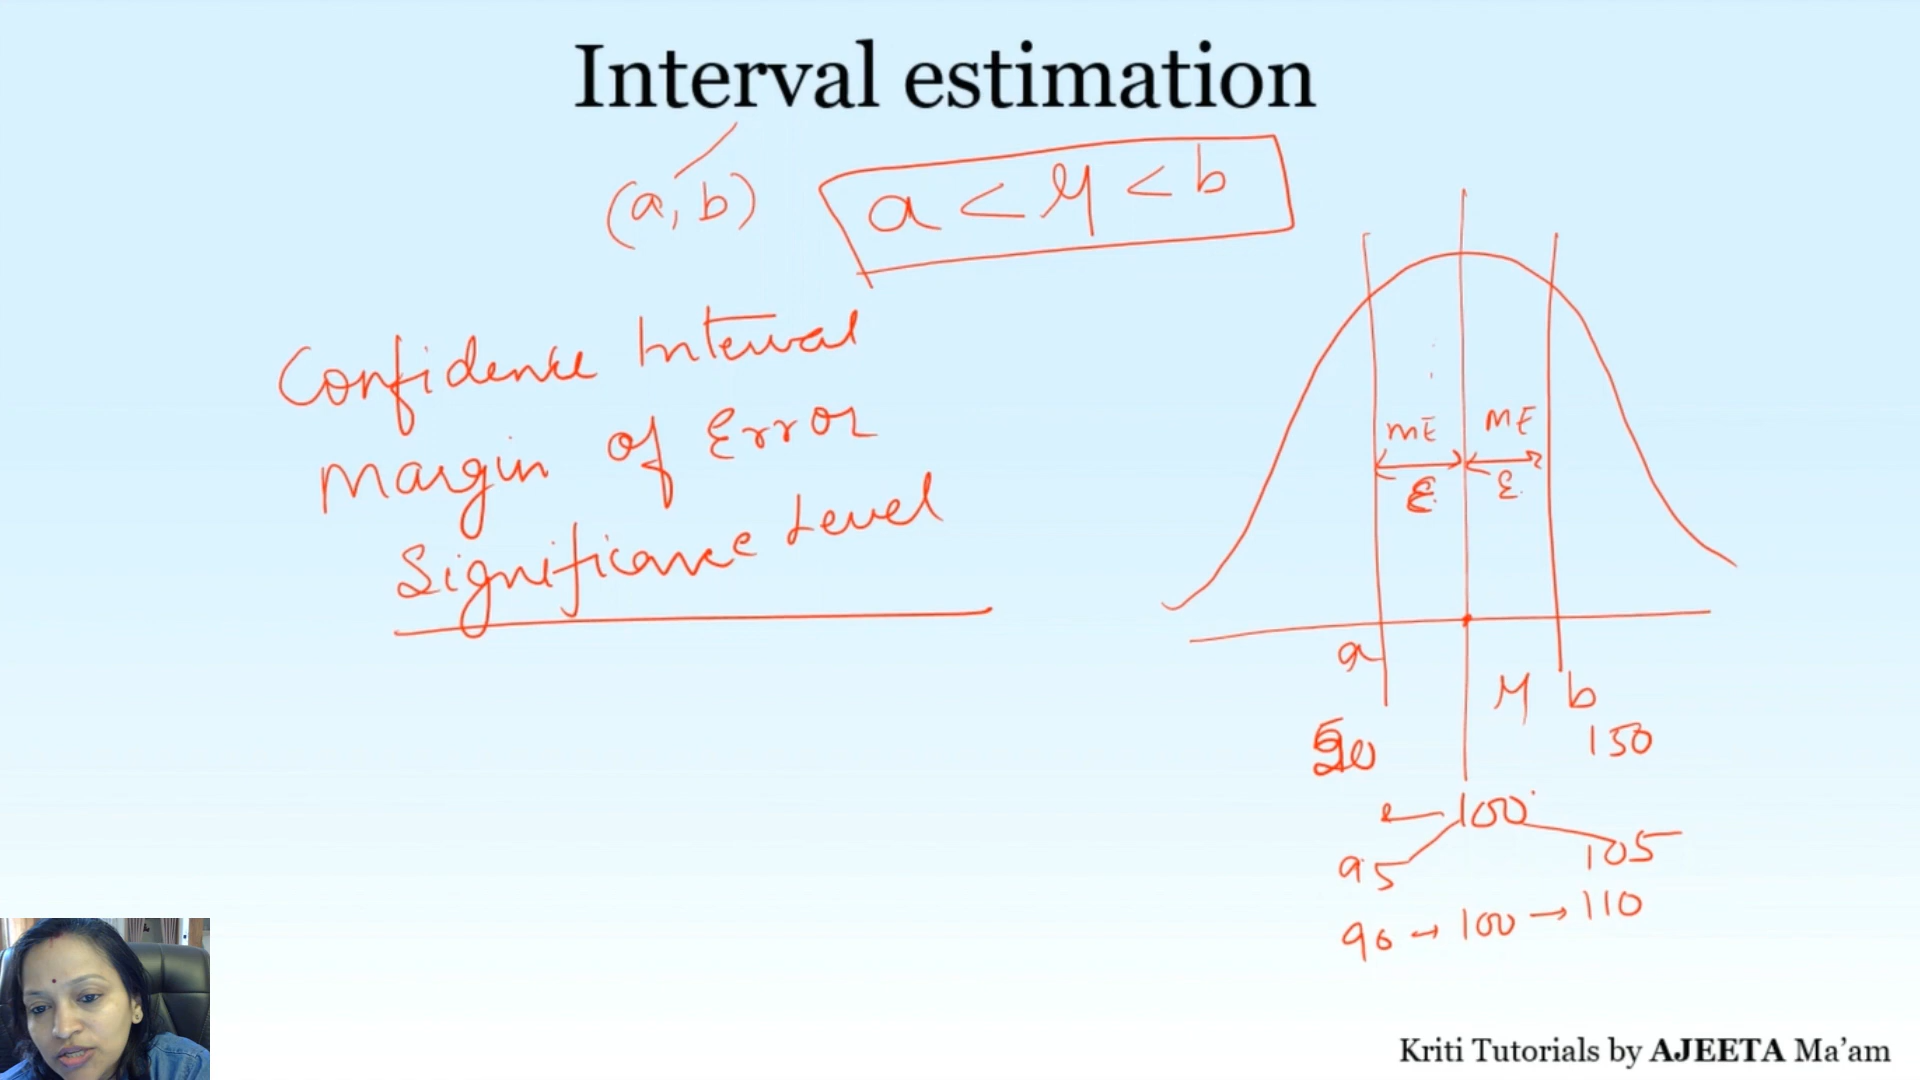 Interval estimation
(a, b) a < μ < b
Confidence Interval
Margin of Error
Significance Level
ME ME
ε ε
a
μ b
150
100
95 105
90 → 100 → 110
Kriti Tutorials by AJEETA Ma'am